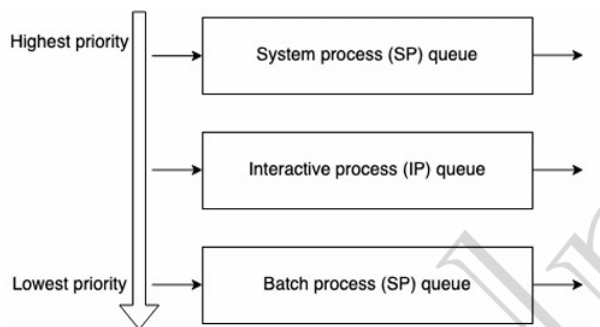 Highest priority
System process (SP) queue
Interactive process (IP) queue
Lowest priority
Batch process (SP) queue